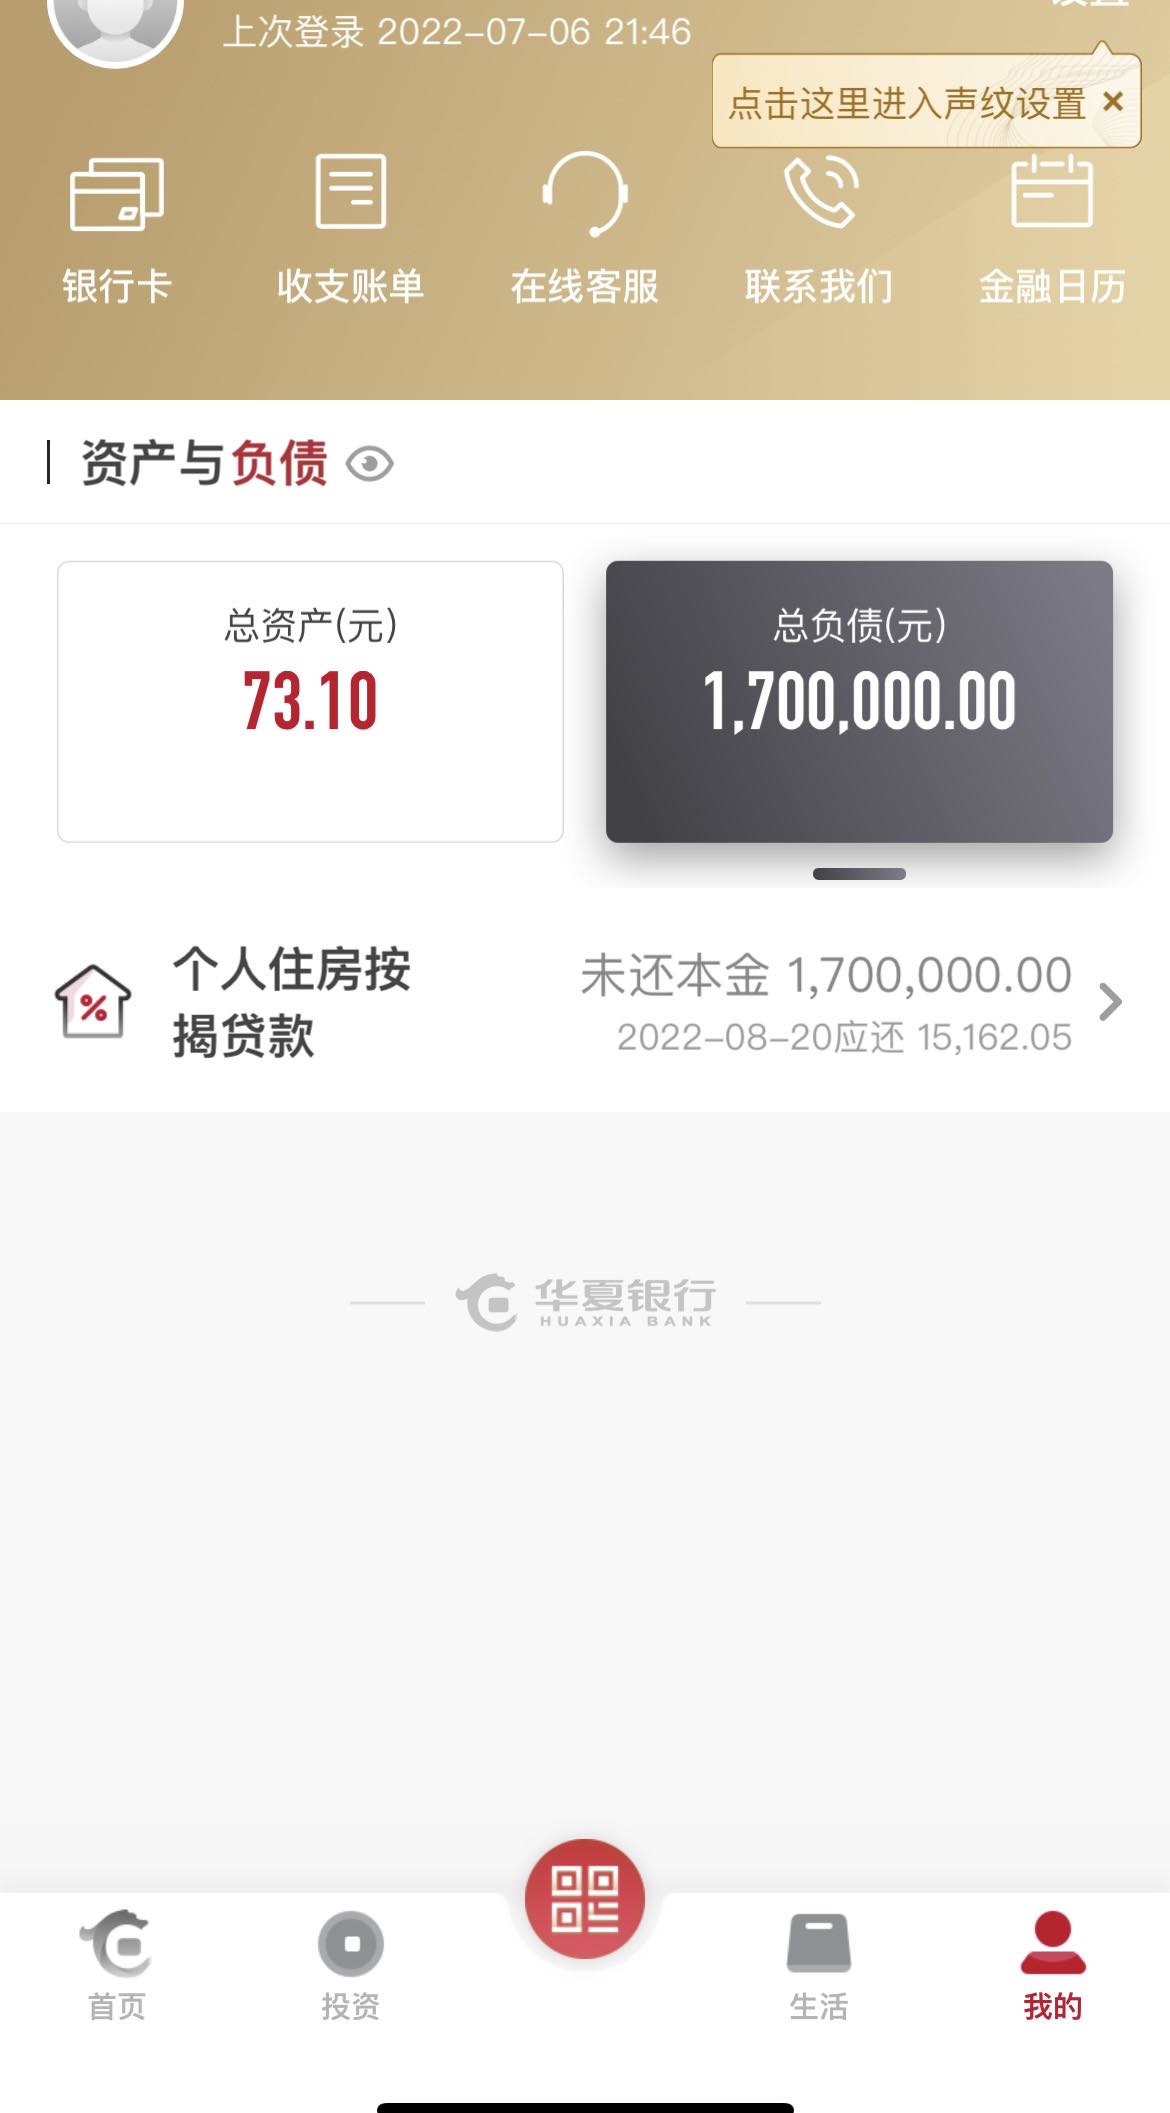 上次登录 2022-07-06 21:46
点击这里进入声纹设置 ×
银行卡 收支账单 在线客服 联系我们 金融日历
资产与负债
总资产(元) 总负债(元)
73.10 1,700,000.00
个人住房按 未还本金 1,700,000.00
揭贷款 2022-08-20应还 15,162.05
华夏银行
HUAXIA BANK
首页 投资 生活 我的